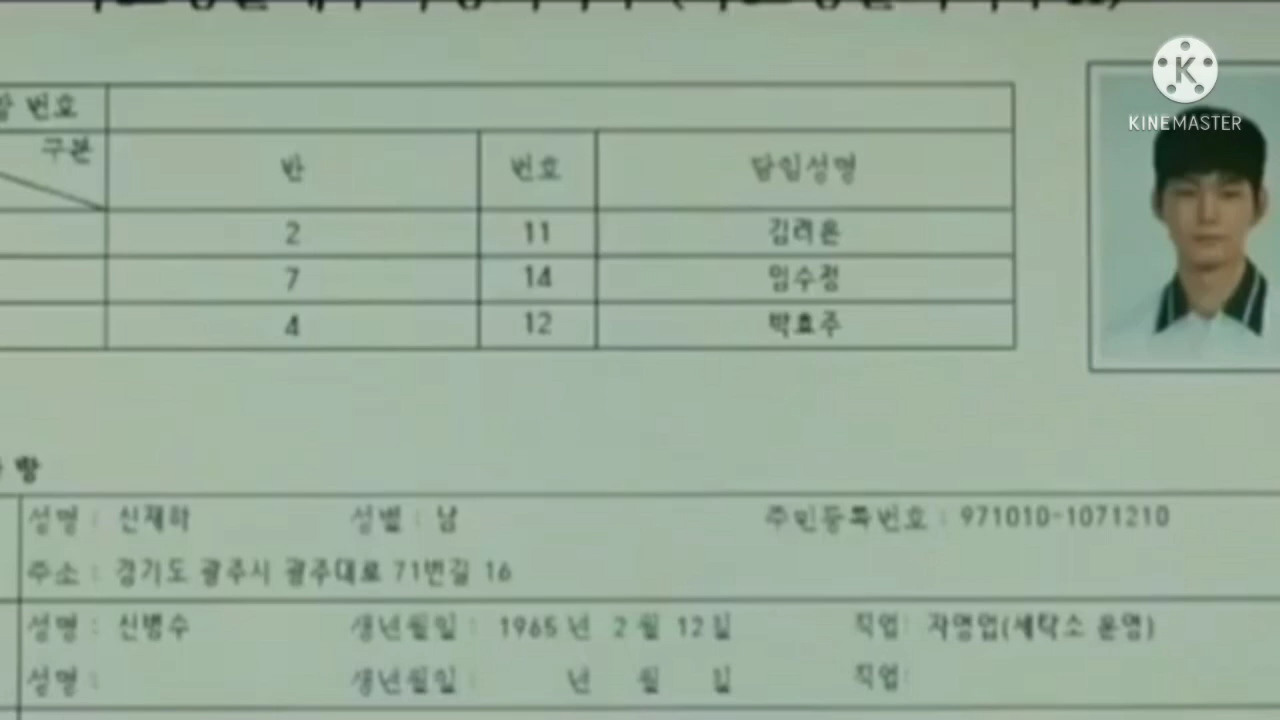 번호
구분
반 번호 담임성명
2 11 김려은
7 14 임수정
4 12 박효주
KINEMASTER
항
성명 : 신재하 성별 : 남 주민등록번호 : 971010-1071210
주소 : 경기도 광주시 광주대로 71번길 16
성명 : 신병수 생년월일 : 1965 년 2 월 12 일 직업: 자영업(세탁소 운영)
성명 : 생년월일 : 년 월 일 직업: